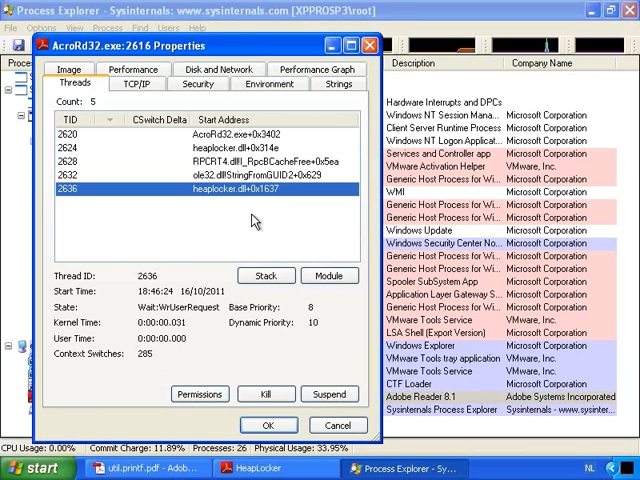 Process Explorer - Sysinternals: www.sysinternals.com [XPPROSP3\root]
File Options View Process
AcroRd32.exe:2616 Properties
Image Performance Disk and Network Performance Graph
Threads TCP/IP Security Environment Strings
Count: 5
TID CSwitch Delta Start Address
2620 AcroRd32.exe+0x3402
2624 heaplocker.dll+0x314e
2628 RPCRT4.dll!I_RpcBCacheFree+0x5ea
2632 ole32.dll!StringFromGUID2+0x629
2636 heaplocker.dll+0x1637
Thread ID: 2636
Stack Module
Start Time: 18:46:24 16/10/2011
State: Wait:WrUserRequest Base Priority: 8
Kernel Time: 0:00:00.031 Dynamic Priority: 10
User Time: 0:00:00.000
Context Switches: 285
Permissions Kill Suspend
OK Cancel
Proce
Description Company Name
Hardware Interrupts and DPCs
Windows NT Session Mana... Microsoft Corporation
Client Server Runtime Process Microsoft Corporation
Windows NT Logon Applicat... Microsoft Corporation
Services and Controller app Microsoft Corporation
VMware Activation Helper VMware, Inc.
Generic Host Process for Wi... Microsoft Corporation
WMI Microsoft Corporation
Generic Host Process for Wi... Microsoft Corporation
Generic Host Process for Wi... Microsoft Corporation
Windows Update Microsoft Corporation
Windows Security Center No... Microsoft Corporation
Generic Host Process for Wi... Microsoft Corporation
Generic Host Process for Wi... Microsoft Corporation
Spooler SubSystem App Microsoft Corporation
Application Layer Gateway S... Microsoft Corporation
Generic Host Process for Wi... Microsoft Corporation
VMware Tools Service VMware, Inc.
LSA Shell (Export Version) Microsoft Corporation
Windows Explorer Microsoft Corporation
VMware Tools tray application VMware, Inc.
VMware Tools Service VMware, Inc.
CTF Loader Microsoft Corporation
Adobe Reader 8.1 Adobe Systems Incorporated
Sysinternals Process Explorer Sysinternals - www.sysinter...
CPU Usage: 0.00% Commit Charge: 11.89% Processes: 26 Physical Usage: 33.95%
start util.printf.pdf - Adob... HeapLocker Process Explorer - Sy... NL